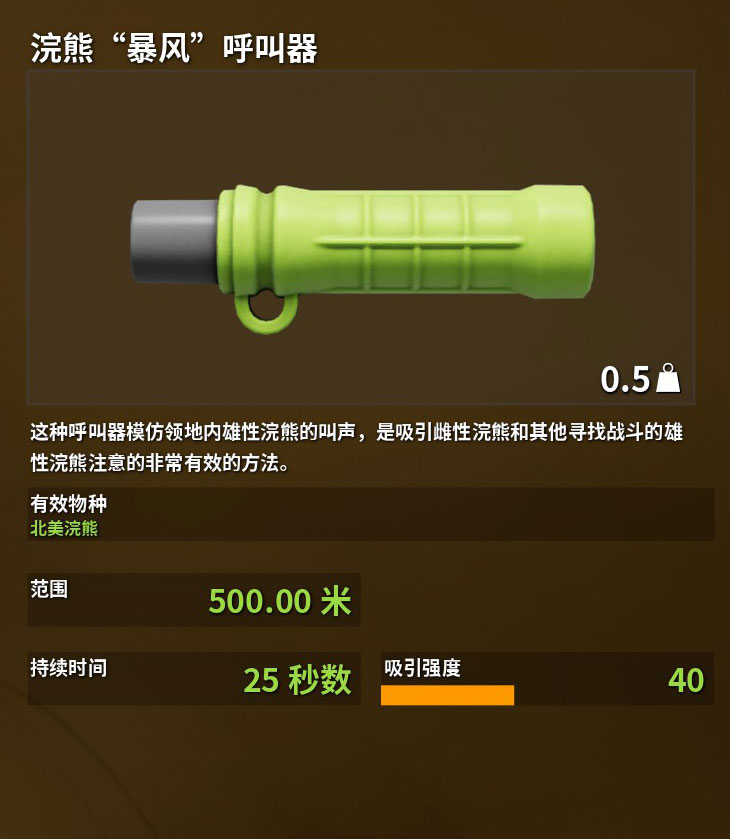 浣熊“暴风”呼叫器
0.5
这种呼叫器模仿领地内雄性浣熊的叫声，是吸引雌性浣熊和其他寻找战斗的雄
性浣熊注意的非常有效的方法。
有效物种
北美浣熊
范围
500.00 米
持续时间
25 秒数
吸引强度
40